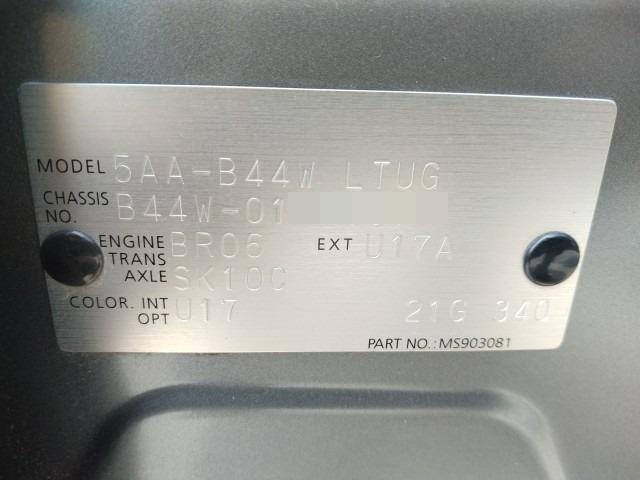 MODEL 5AA-B44W LTUG
CHASSIS NO. B44W-01
ENGINE BR06 EXT U17A
TRANS AXLE SK10C
COLOR. INT U17
OPT 21G 340
PART NO.: MS903081